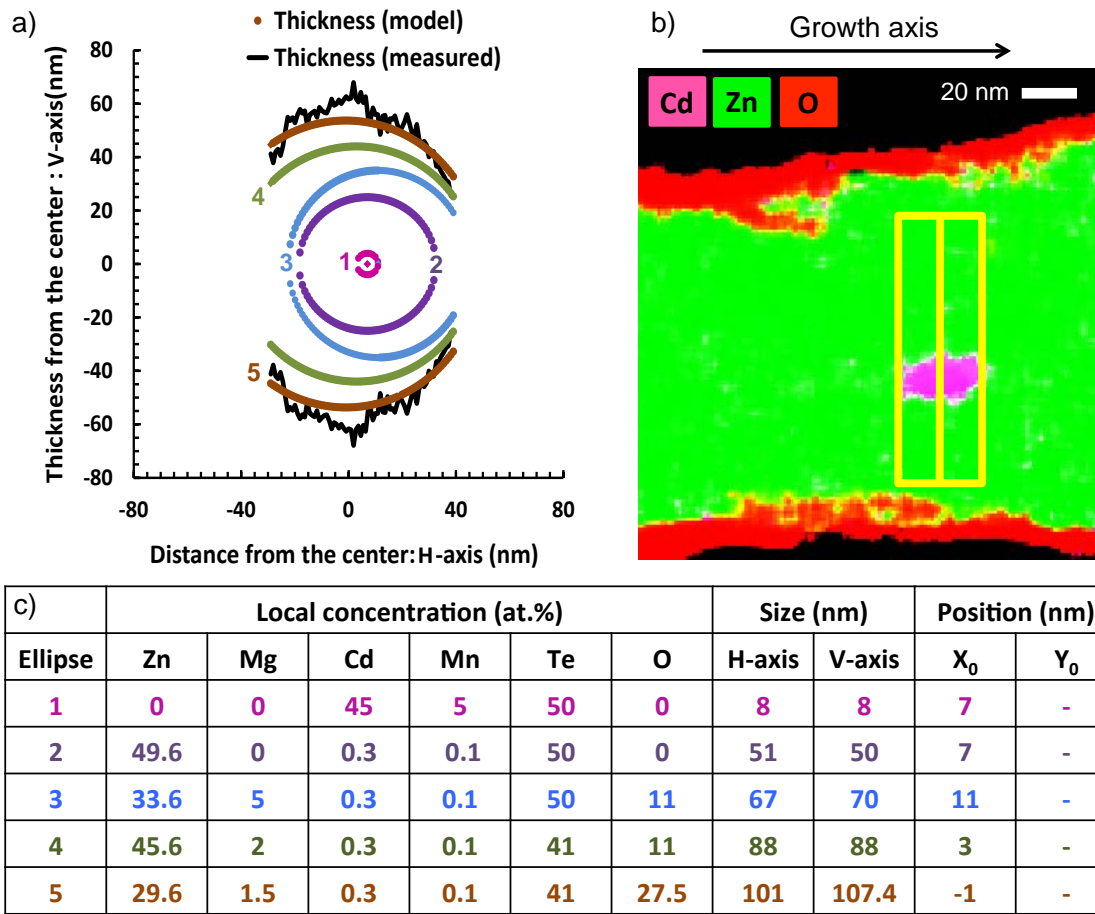 a)
Thickness (model)
Thickness (measured)
Thickness from the center : V-axis(nm)
80
60
40
20
0
-20
-40
-60
-80
4
3
1
2
5
-80
-40
0
40
80
Distance from the center:H-axis (nm)
b)
Growth axis
Cd Zn O
20 nm
c)
Local concentration (at.%) Size (nm) Position (nm)
Ellipse Zn Mg Cd Mn Te O H-axis V-axis X₀ Y₀
1 0 0 45 5 50 0 8 8 7 -
2 49.6 0 0.3 0.1 50 0 51 50 7 -
3 33.6 5 0.3 0.1 50 11 67 70 11 -
4 45.6 2 0.3 0.1 41 11 88 88 3 -
5 29.6 1.5 0.3 0.1 41 27.5 101 107.4 -1 -